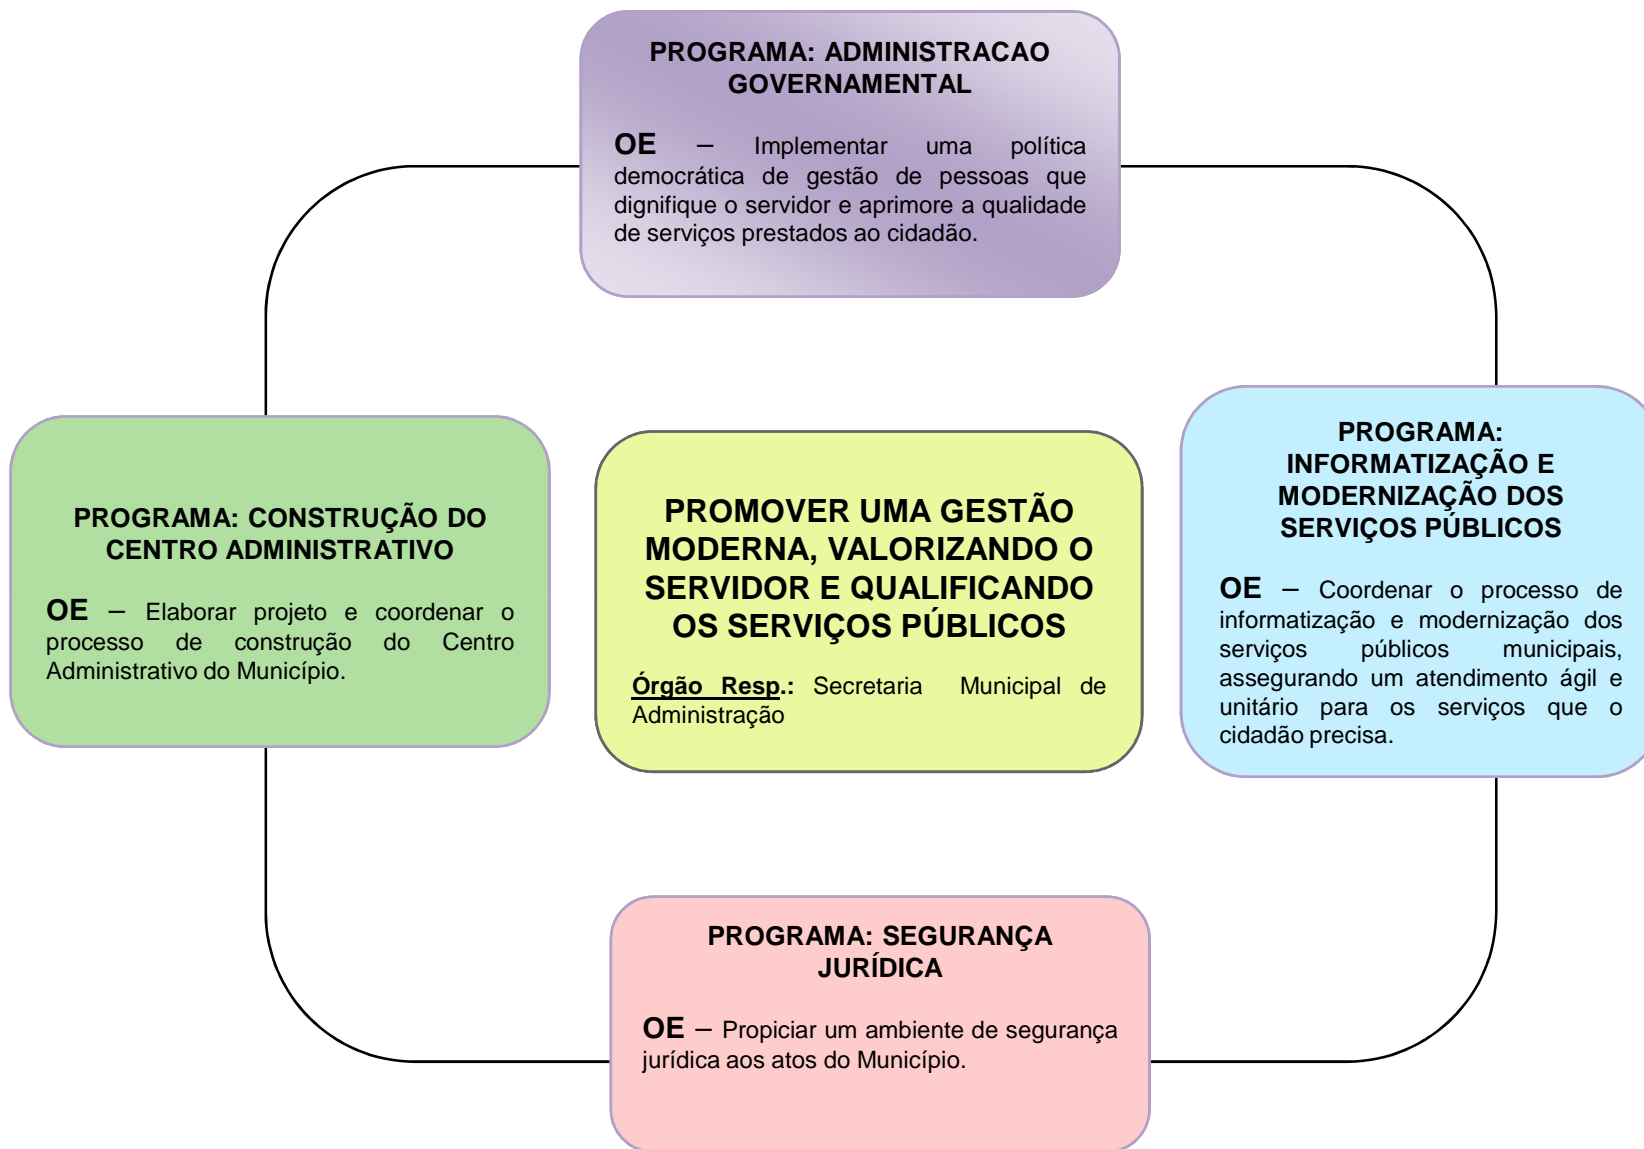 PROGRAMA: ADMINISTRACAO
GOVERNAMENTAL
OE – Implementar uma política
democrática de gestão de pessoas que
dignifique o servidor e aprimore a qualidade
de serviços prestados ao cidadão.
PROGRAMA: CONSTRUÇÃO DO
CENTRO ADMINISTRATIVO
OE – Elaborar projeto e coordenar o
processo de construção do Centro
Administrativo do Município.
PROMOVER UMA GESTÃO
MODERNA, VALORIZANDO O
SERVIDOR E QUALIFICANDO
OS SERVIÇOS PÚBLICOS
Órgão Resp.: Secretaria Municipal de
Administração
PROGRAMA:
INFORMATIZAÇÃO E
MODERNIZAÇÃO DOS
SERVIÇOS PÚBLICOS
OE – Coordenar o processo de
informatização e modernização dos
serviços públicos municipais,
assegurando um atendimento ágil e
unitário para os serviços que o
cidadão precisa.
PROGRAMA: SEGURANÇA
JURÍDICA
OE – Propiciar um ambiente de segurança
jurídica aos atos do Município.